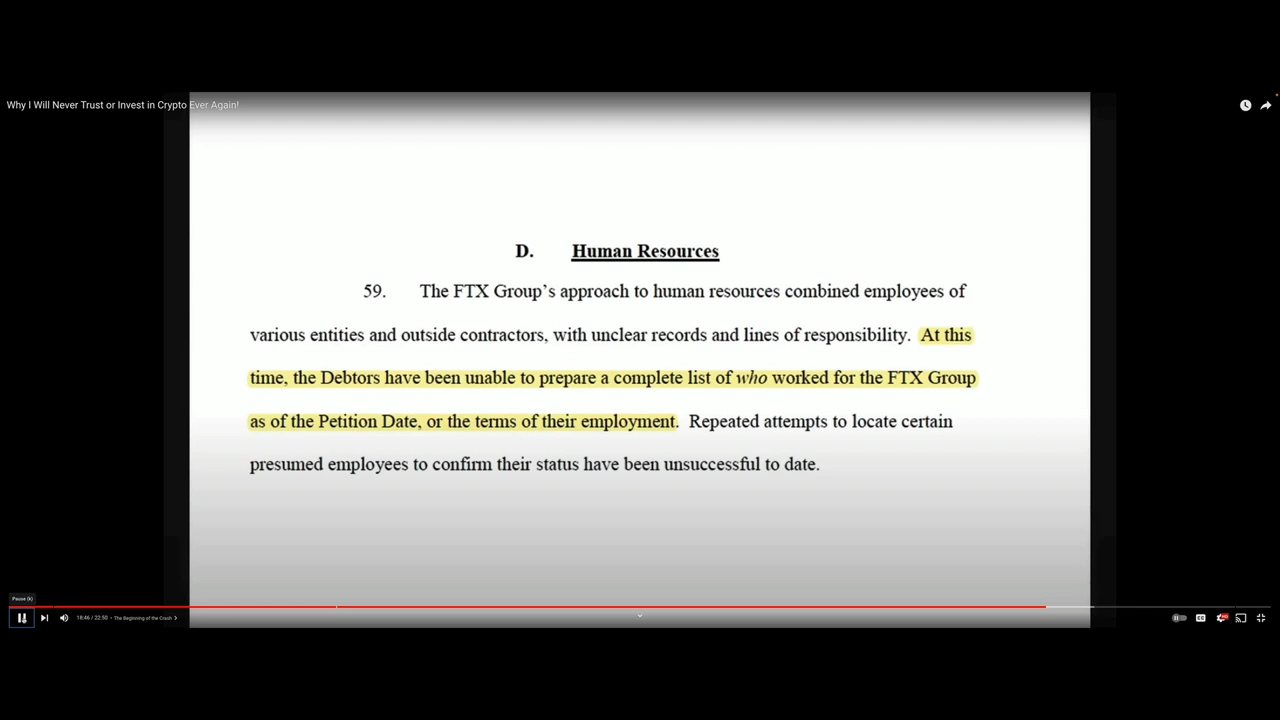 Why I Will Never Trust or Invest in Crypto Ever Again!
D. Human Resources
59. The FTX Group's approach to human resources combined employees of
various entities and outside contractors, with unclear records and lines of responsibility. At this
time, the Debtors have been unable to prepare a complete list of who worked for the FTX Group
as of the Petition Date, or the terms of their employment. Repeated attempts to locate certain
presumed employees to confirm their status have been unsuccessful to date.
Pause (k)
18:46 / 22:50 • The Beginning of the Crash
CC
HD